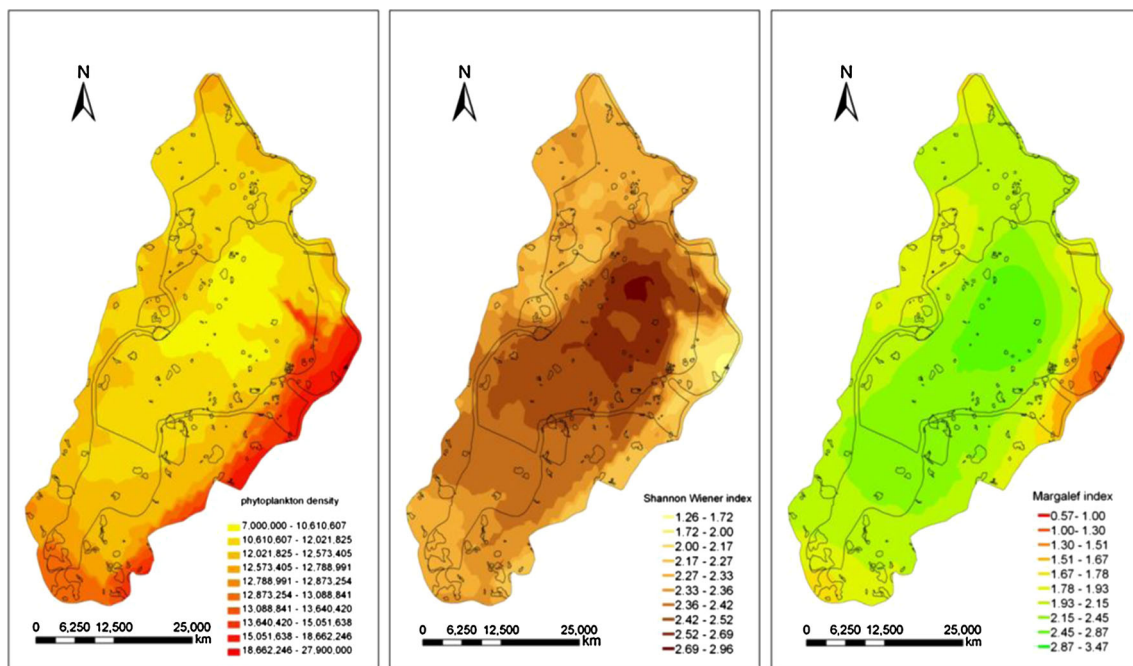 N
phytoplankton density
7,000,000 - 10,610,607
10,610,607 - 12,021,825
12,021,825 - 12,573,405
12,573,405 - 12,788,991
12,788,991 - 12,873,254
12,873,254 - 13,088,841
13,088,841 - 13,640,420
13,640,420 - 15,051,638
15,051,638 - 18,662,246
18,662,246 - 27,900,000
0 6,250 12,500 25,000
km
N
Shannon Wiener index
1.26 - 1.72
1.72 - 2.00
2.00 - 2.17
2.17 - 2.27
2.27 - 2.33
2.33 - 2.36
2.36 - 2.42
2.42 - 2.52
2.52 - 2.69
2.69 - 2.96
0 6,250 12,500 25,000
km
N
Margalef index
0.57- 1.00
1.00 - 1.30
1.30 - 1.51
1.51 - 1.67
1.67 - 1.78
1.78 - 1.93
1.93 - 2.15
2.15 - 2.45
2.45 - 2.87
2.87 - 3.47
0 6,250 12,500 25,000
km